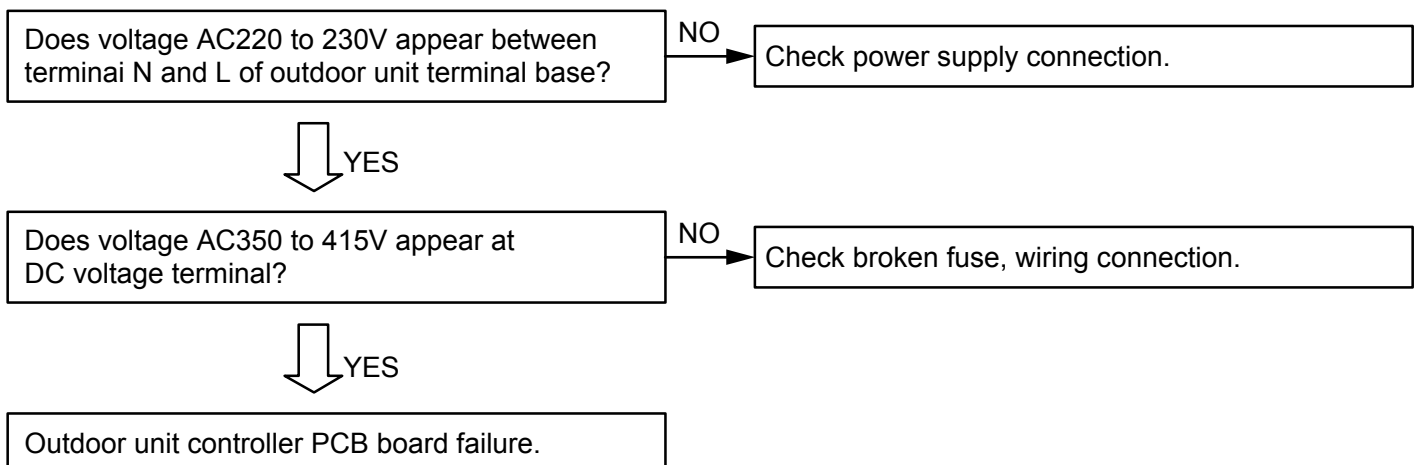 Does voltage AC220 to 230V appear between
terminai N and L of outdoor unit terminal base?
NO
Check power supply connection.
YES
Does voltage AC350 to 415V appear at
DC voltage terminal?
NO
Check broken fuse, wiring connection.
YES
Outdoor unit controller PCB board failure.